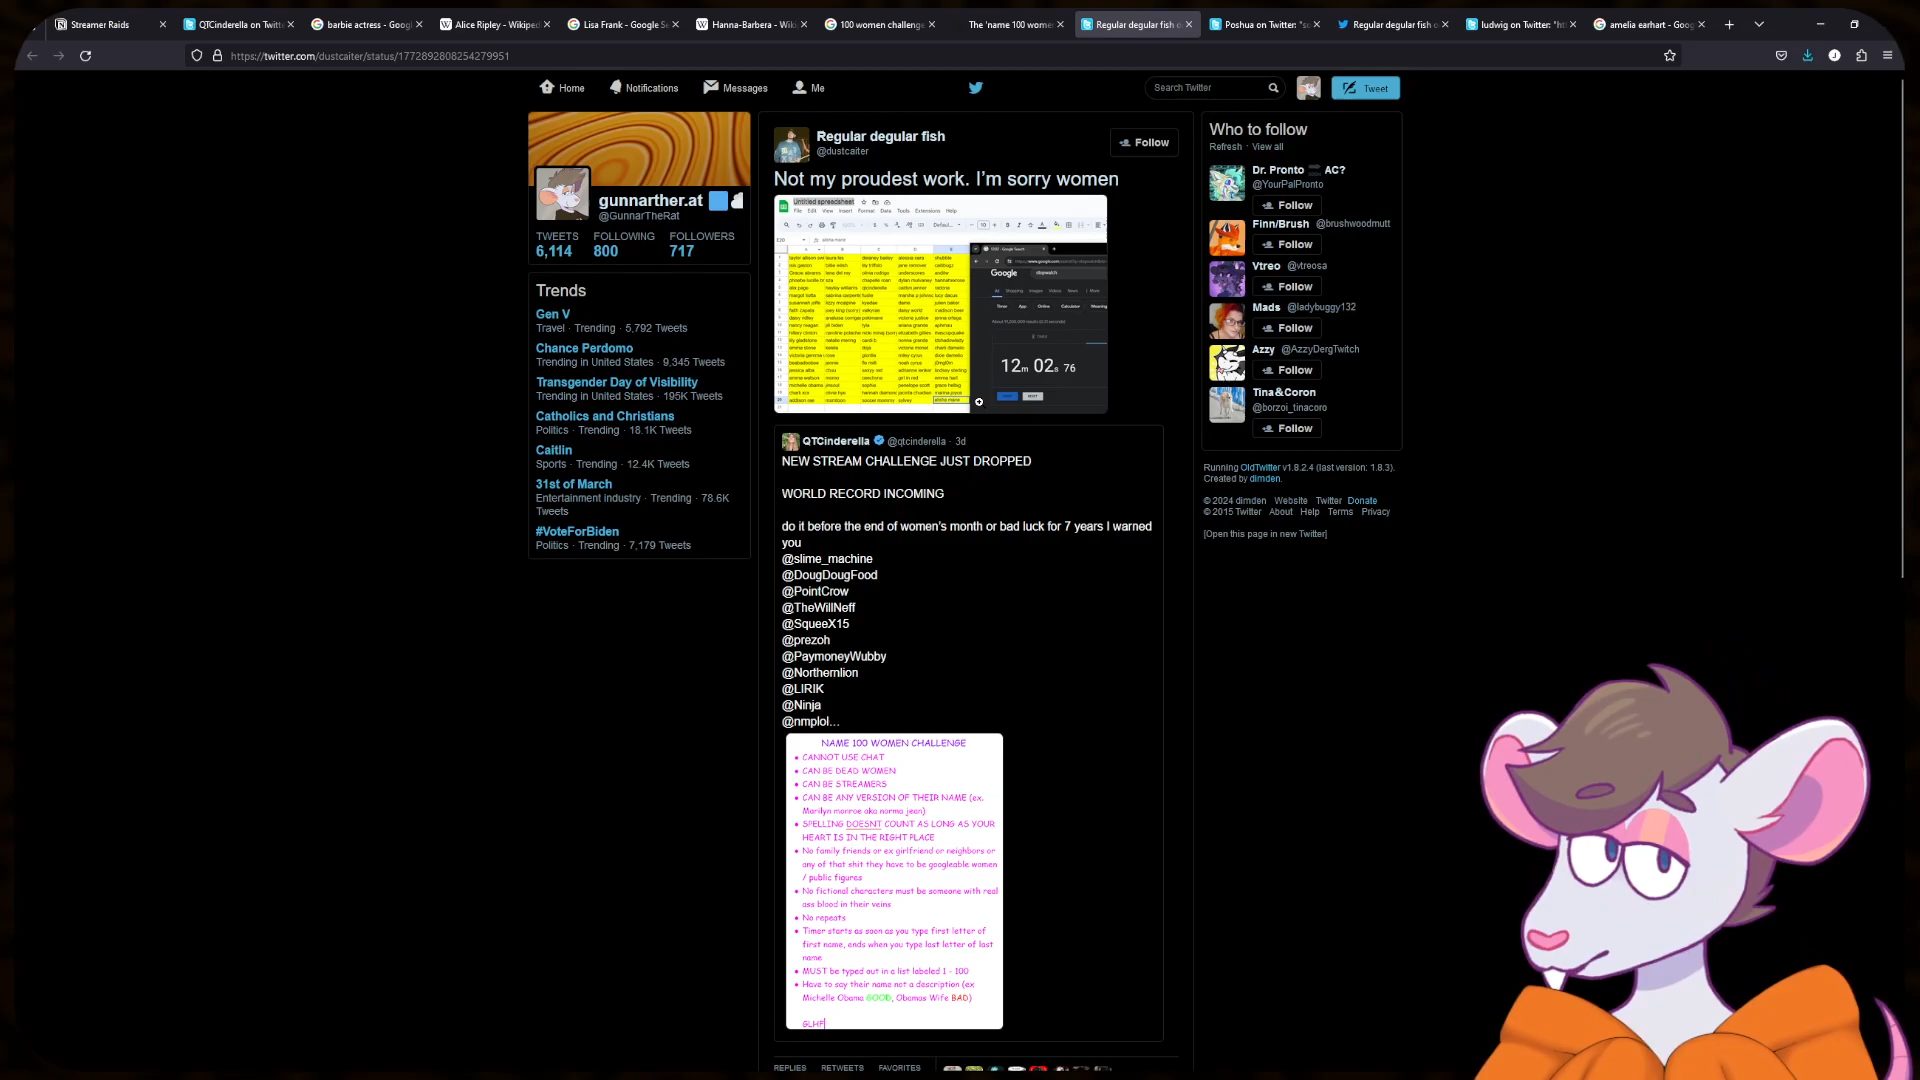 Streamer Raids
QTCinderella on Twitt
barbie actress - Goog
Alice Ripley - Wikiped
Lisa Frank - Google Se
Hanna-Barbera - Wiki
100 women challenge
The 'name 100 wome
Regular degular fish o
Poshua on Twitter: "so
Regular degular fish o
ludwig on Twitter: "ht
amelia earhart - Goog
https://twitter.com/dustcaiter/status/1772892808254279951
Home
Notifications
Messages
Me
Search Twitter
Tweet
gunnarther.at
@GunnarTheRat
TWEETS FOLLOWING FOLLOWERS
6,114 800 717
Trends
Gen V
Travel · Trending · 5,792 Tweets
Chance Perdomo
Trending in United States · 9,345 Tweets
Transgender Day of Visibility
Trending in United States · 195K Tweets
Catholics and Christians
Politics · Trending · 18.1K Tweets
Caitlin
Sports · Trending · 12.4K Tweets
31st of March
Entertainment industry · Trending · 78.6K
Tweets
#VoteForBiden
Politics · Trending · 7,179 Tweets
Regular degular fish
@dustcaiter
Follow
Not my proudest work. I'm sorry women
Untitled spreadsheet
File Edit View Insert Format Data Tools Extensions Help
Google
stopwatch
12m 02s 76
QTCinderella @qtcinderella · 3d
NEW STREAM CHALLENGE JUST DROPPED
WORLD RECORD INCOMING
do it before the end of women's month or bad luck for 7 years I warned
you
@slime_machine
@DougDougFood
@PointCrow
@TheWillNeff
@SqueeX15
@prezoh
@PaymoneyWubby
@Northernlion
@LIRIK
@Ninja
@nmplol...
NAME 100 WOMEN CHALLENGE
• CANNOT USE CHAT
• CAN BE DEAD WOMEN
• CAN BE STREAMERS
• CAN BE ANY VERSION OF THEIR NAME (ex.
Marilyn monroe aka norma jean)
• SPELLING DOESNT COUNT AS LONG AS YOUR
HEART IS IN THE RIGHT PLACE
• No family friends or ex girlfriend or neighbors or
any of that shit they have to be googleable women
/ public figures
• No fictional characters must be someone with real
ass blood in their veins
• No repeats
• Timer starts as soon as you type first letter of
first name, ends when you type last letter of last
name
• MUST be typed out in a list labeled 1 - 100
• Have to say their name not a description (ex
Michelle Obama GOOD, Obamas Wife BAD)
GLHF
REPLIES RETWEETS FAVORITES
Who to follow
Refresh · View all
Dr. Pronto AC?
@YourPalPronto
Follow
Finn/Brush @brushwoodmutt
Follow
Vtreo @vtreosa
Follow
Mads @ladybuggy132
Follow
Azzy @AzzyDergTwitch
Follow
Tina&Coron
@borzoi_tinacoro
Follow
Running OldTwitter v1.8.2.4 (last version: 1.8.3).
Created by dimden.
© 2024 dimden Website Twitter Donate
© 2015 Twitter About Help Terms Privacy
[Open this page in new Twitter]